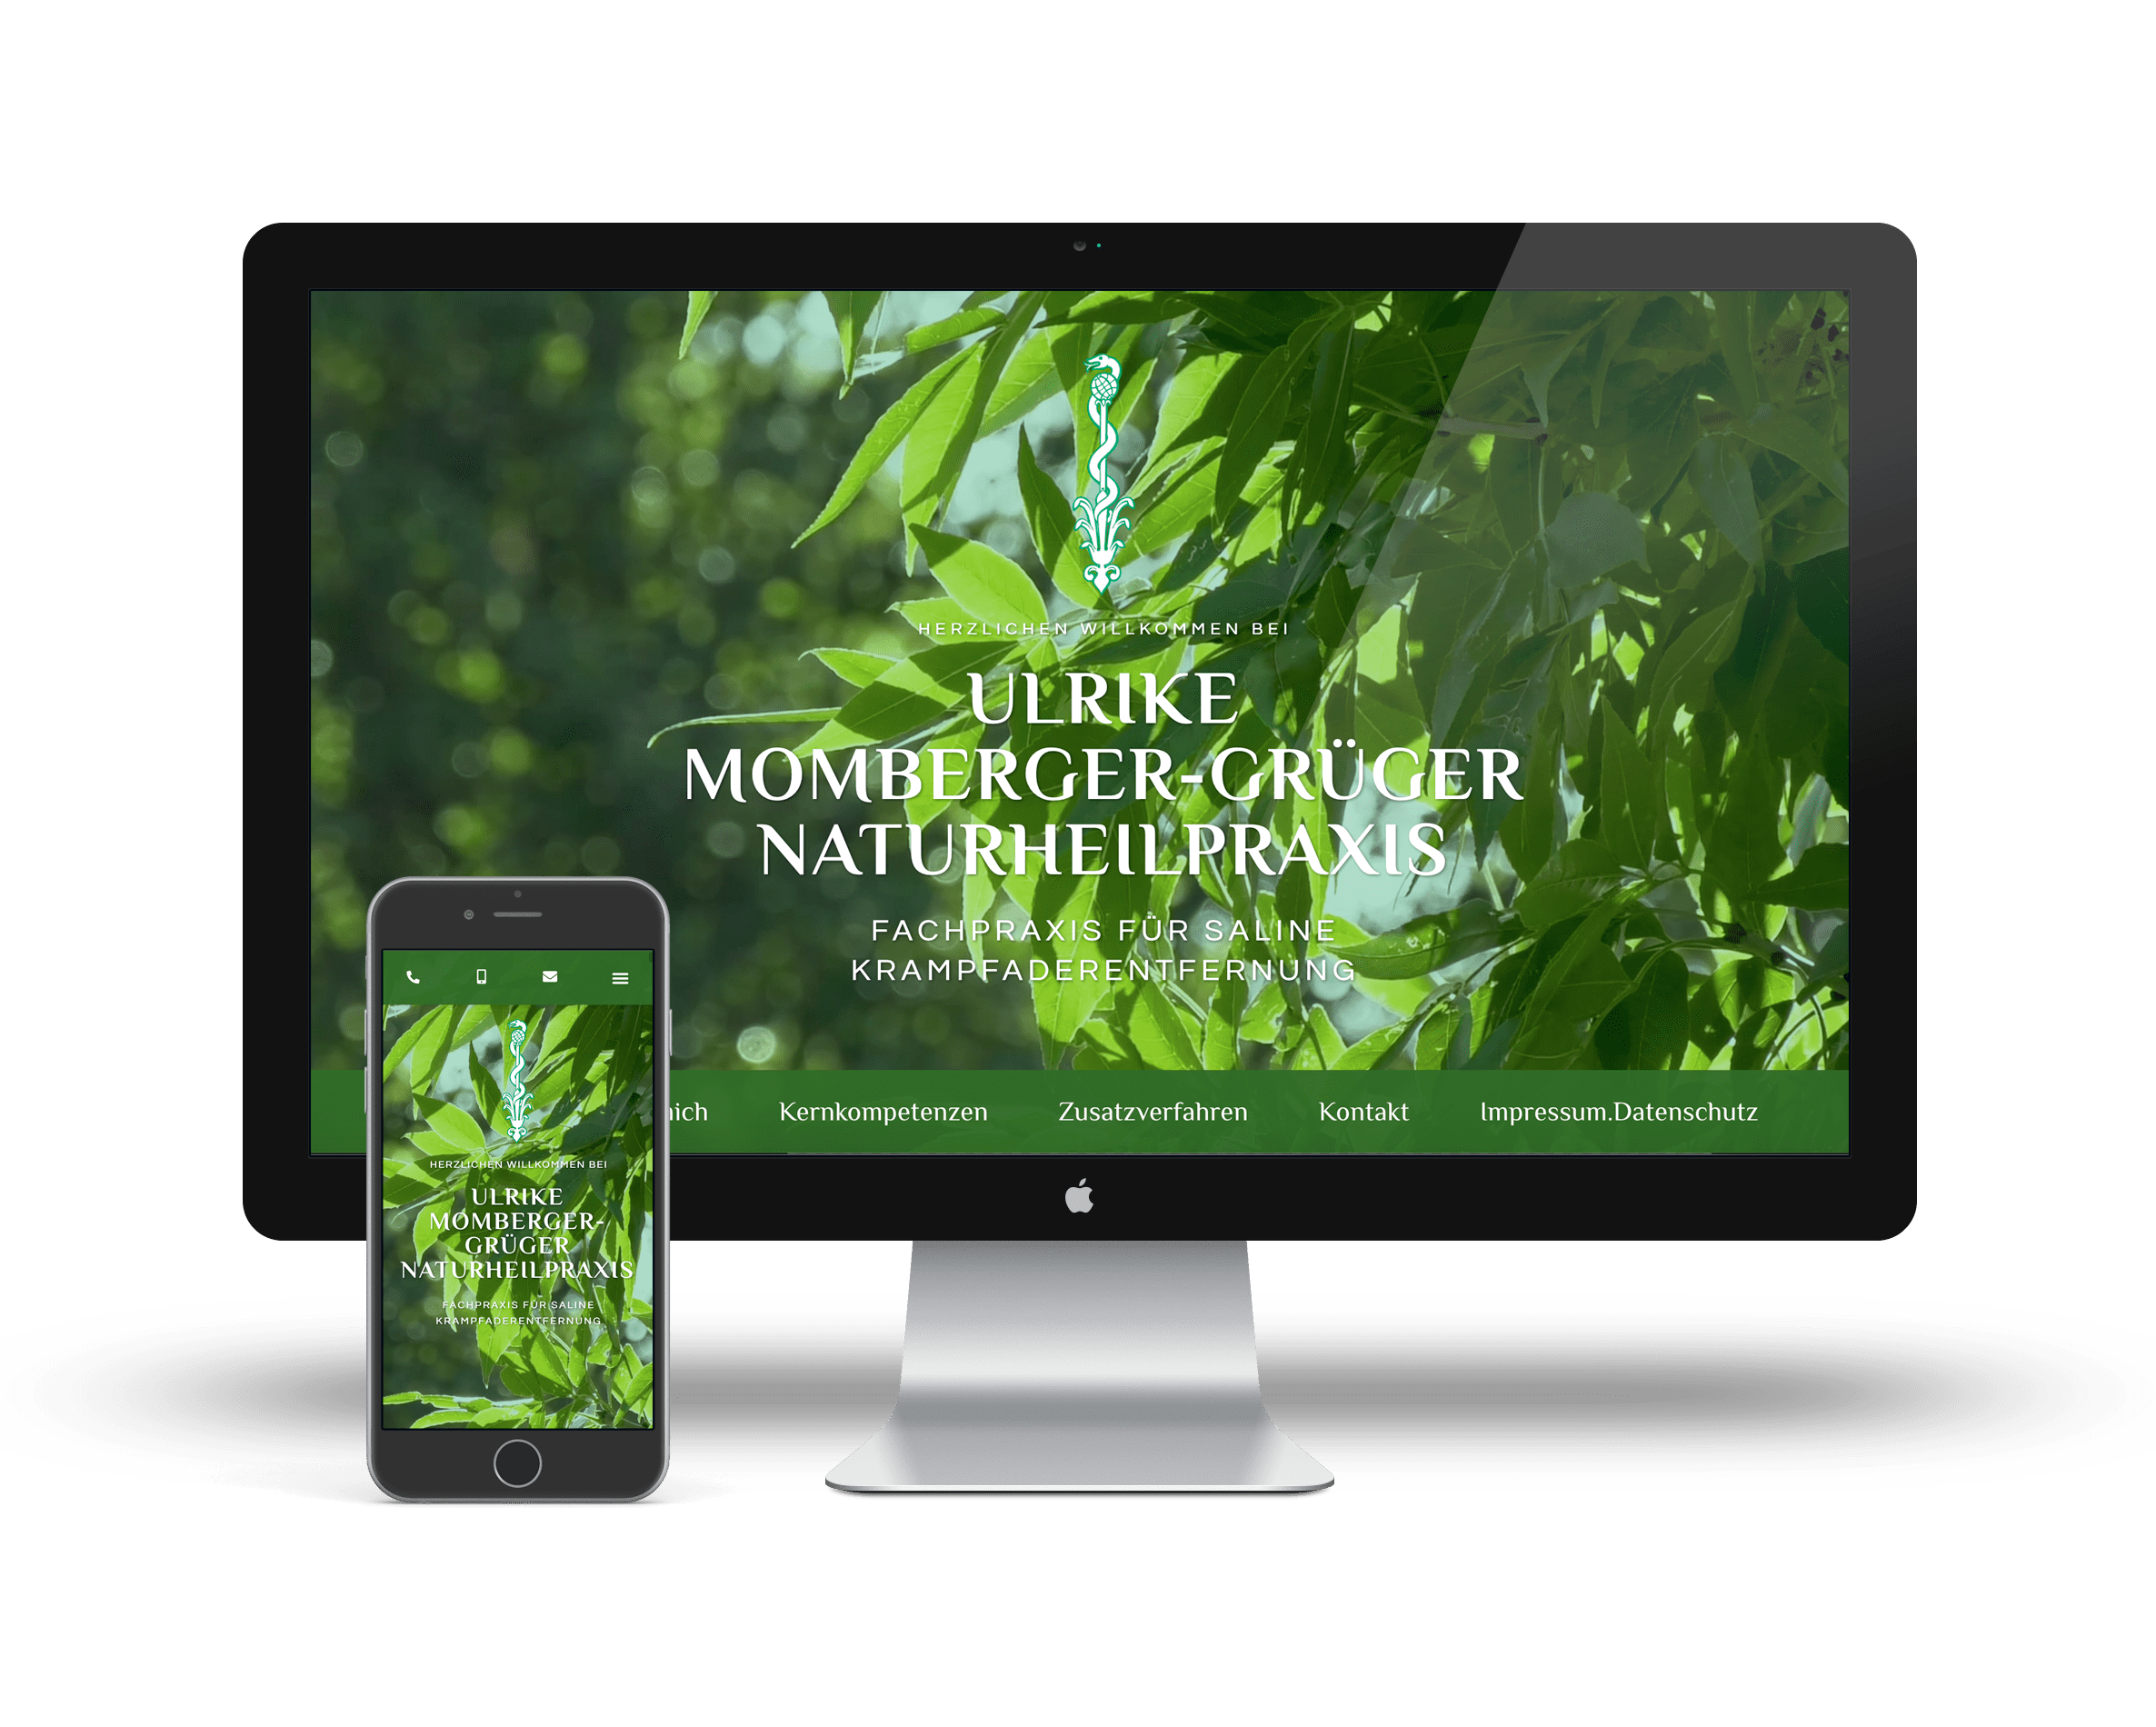 HERZLICHEN WILLKOMMEN BEI
ULRIKE
MOMBERGER-GRÜGER
NATURHEILPRAXIS
FACHPRAXIS FÜR SALINE
KRAMPFADERENTFERNUNG
Kernkompetenzen Zusatzverfahren Kontakt Impressum.Datenschutz
HERZLICHEN WILLKOMMEN BEI
ULRIKE
MOMBERGER-
GRÜGER
NATURHEILPRAXIS
FACHPRAXIS FÜR SALINE
KRAMPFADERENTFERNUNG